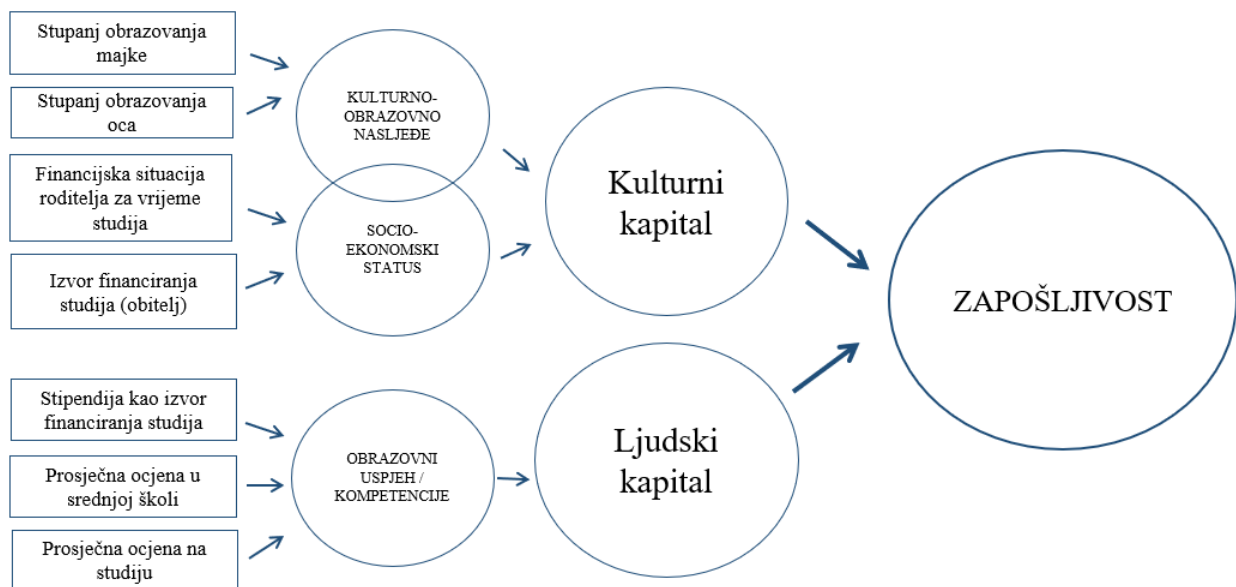 Stupanj obrazovanja
majke
Stupanj obrazovanja
oca
Financijska situacija
roditelja za vrijeme
studija
Izvor financiranja
studija (obitelj)
Stipendija kao izvor
financiranja studija
Prosječna ocjena u
srednjoj školi
Prosječna ocjena na
studiju
KULTURNO-
OBRAZOVNO
NASLJEĐE
SOCIO-
EKONOMSKI
STATUS
OBRAZOVNI
USPJEH /
KOMPETENCIJE
Kulturni
kapital
Ljudski
kapital
ZAPOŠLJIVOST